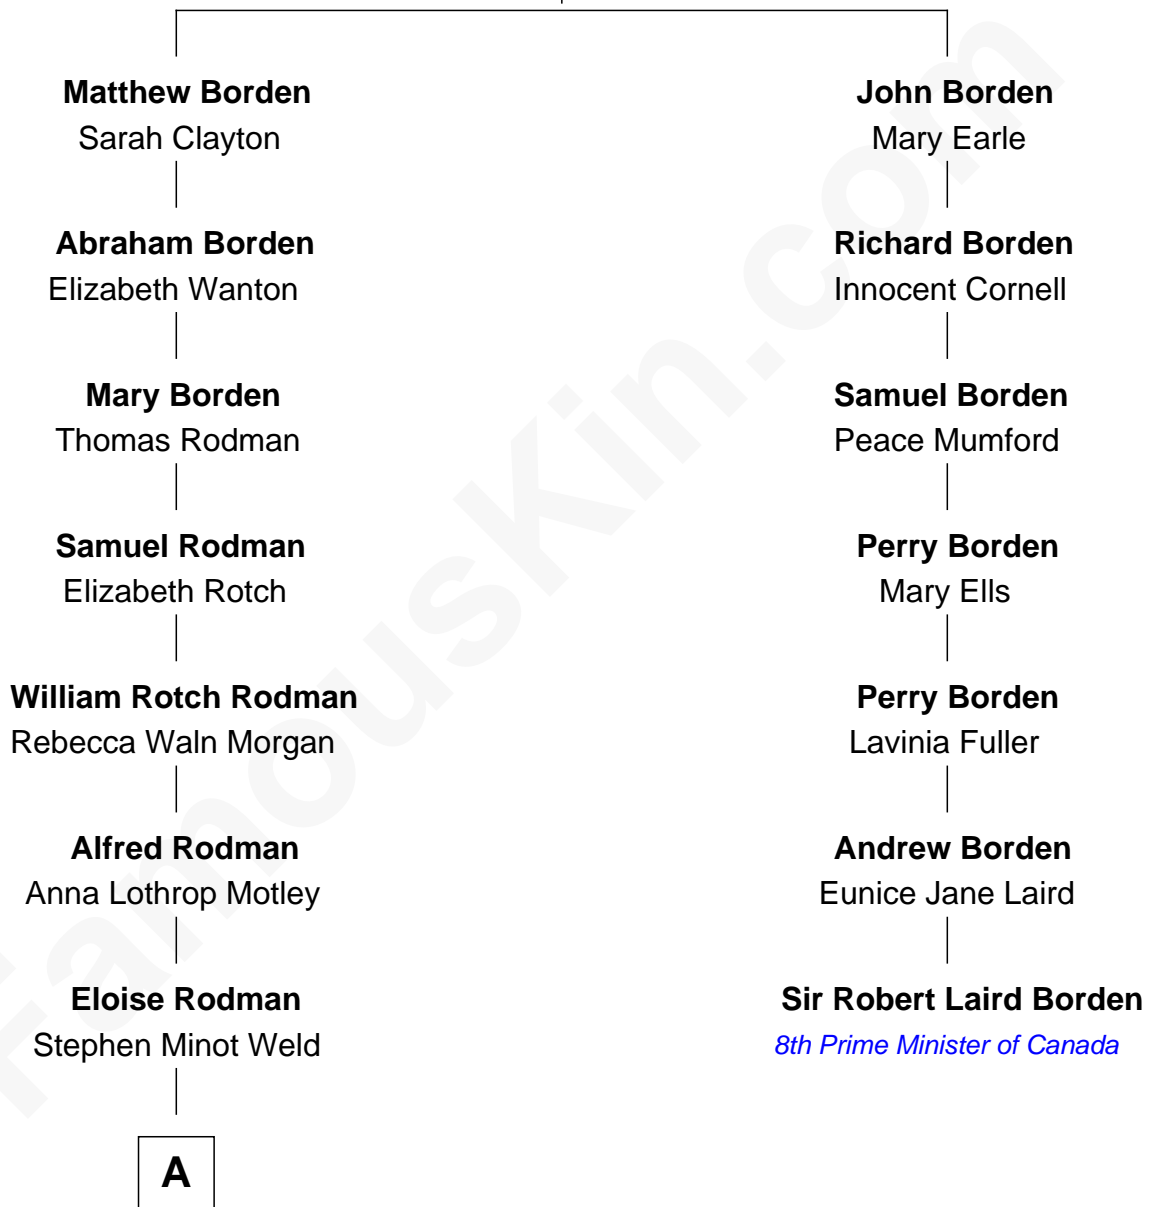 Matthew Borden
Sarah Clayton
Abraham Borden
Elizabeth Wanton
Mary Borden
Thomas Rodman
Samuel Rodman
Elizabeth Rotch
William Rotch Rodman
Rebecca Waln Morgan
Alfred Rodman
Anna Lothrop Motley
Eloise Rodman
Stephen Minot Weld
A
John Borden
Mary Earle
Richard Borden
Innocent Cornell
Samuel Borden
Peace Mumford
Perry Borden
Mary Ells
Perry Borden
Lavinia Fuller
Andrew Borden
Eunice Jane Laird
Sir Robert Laird Borden
8th Prime Minister of Canada
FamousKin.com